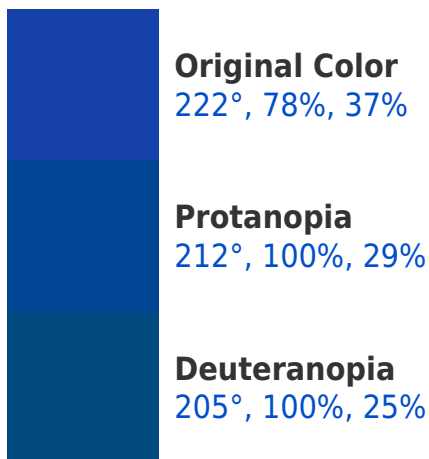 Original Color
222°, 78%, 37%
Protanopia
212°, 100%, 29%
Deuteranopia
205°, 100%, 25%